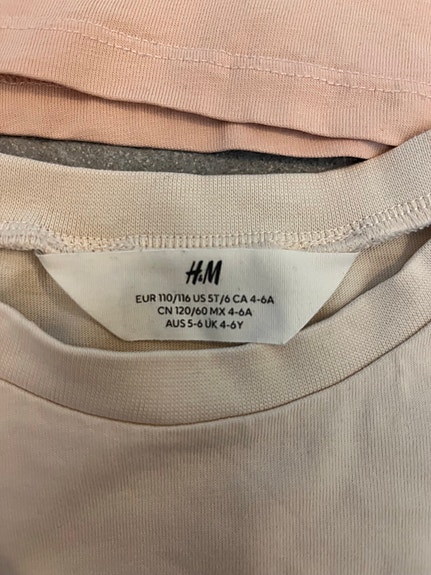 H&M
EUR 110/116 US 5T/6 CA 4-6A
CN 120/60 MX 4-6A
AUS 5-6 UK 4-6Y